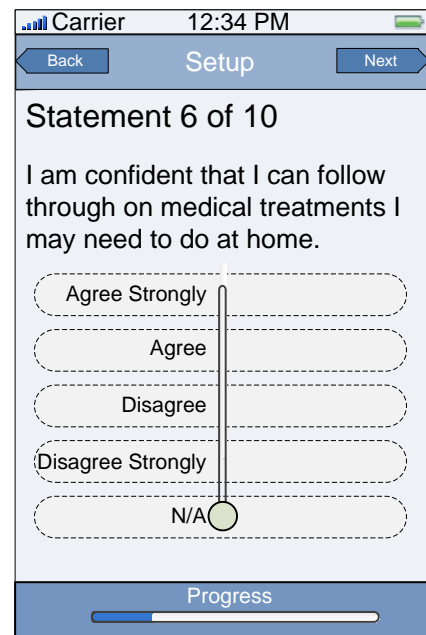 Carrier 12:34 PM
Back Setup Next
Statement 6 of 10
I am confident that I can follow
through on medical treatments I
may need to do at home.
Agree Strongly
Agree
Disagree
Disagree Strongly
N/A
Progress